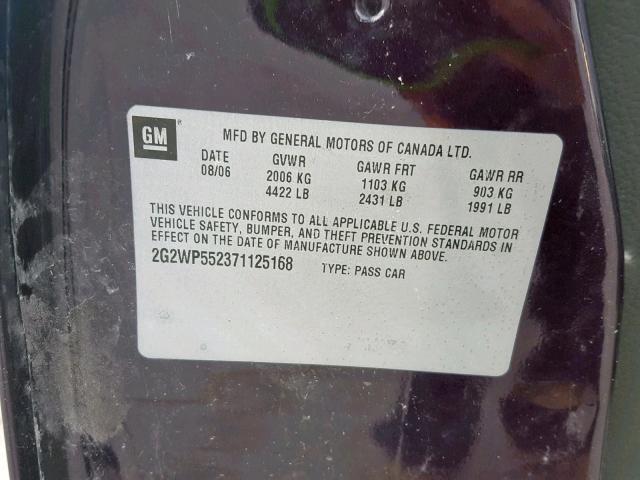 GM ® MFD BY GENERAL MOTORS OF CANADA LTD.
DATE GVWR GAWR FRT GAWR RR
08/06 2006 KG 1103 KG 903 KG
4422 LB 2431 LB 1991 LB
THIS VEHICLE CONFORMS TO ALL APPLICABLE U.S. FEDERAL MOTOR
VEHICLE SAFETY, BUMPER, AND THEFT PREVENTION STANDARDS IN
EFFECT ON THE DATE OF MANUFACTURE SHOWN ABOVE.
2G2WP552371125168 TYPE: PASS CAR